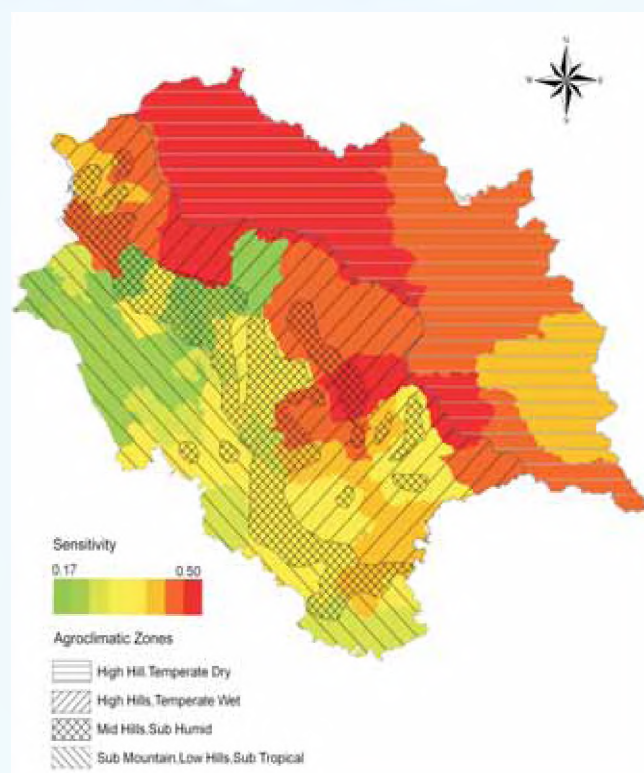 Sensitivity
0.17 0.50
Agroclimatic Zones
High Hill,Temperate Dry
High Hills,Temperate Wet
Mid Hills,Sub Humid
Sub Mountain,Low Hills,Sub Tropical